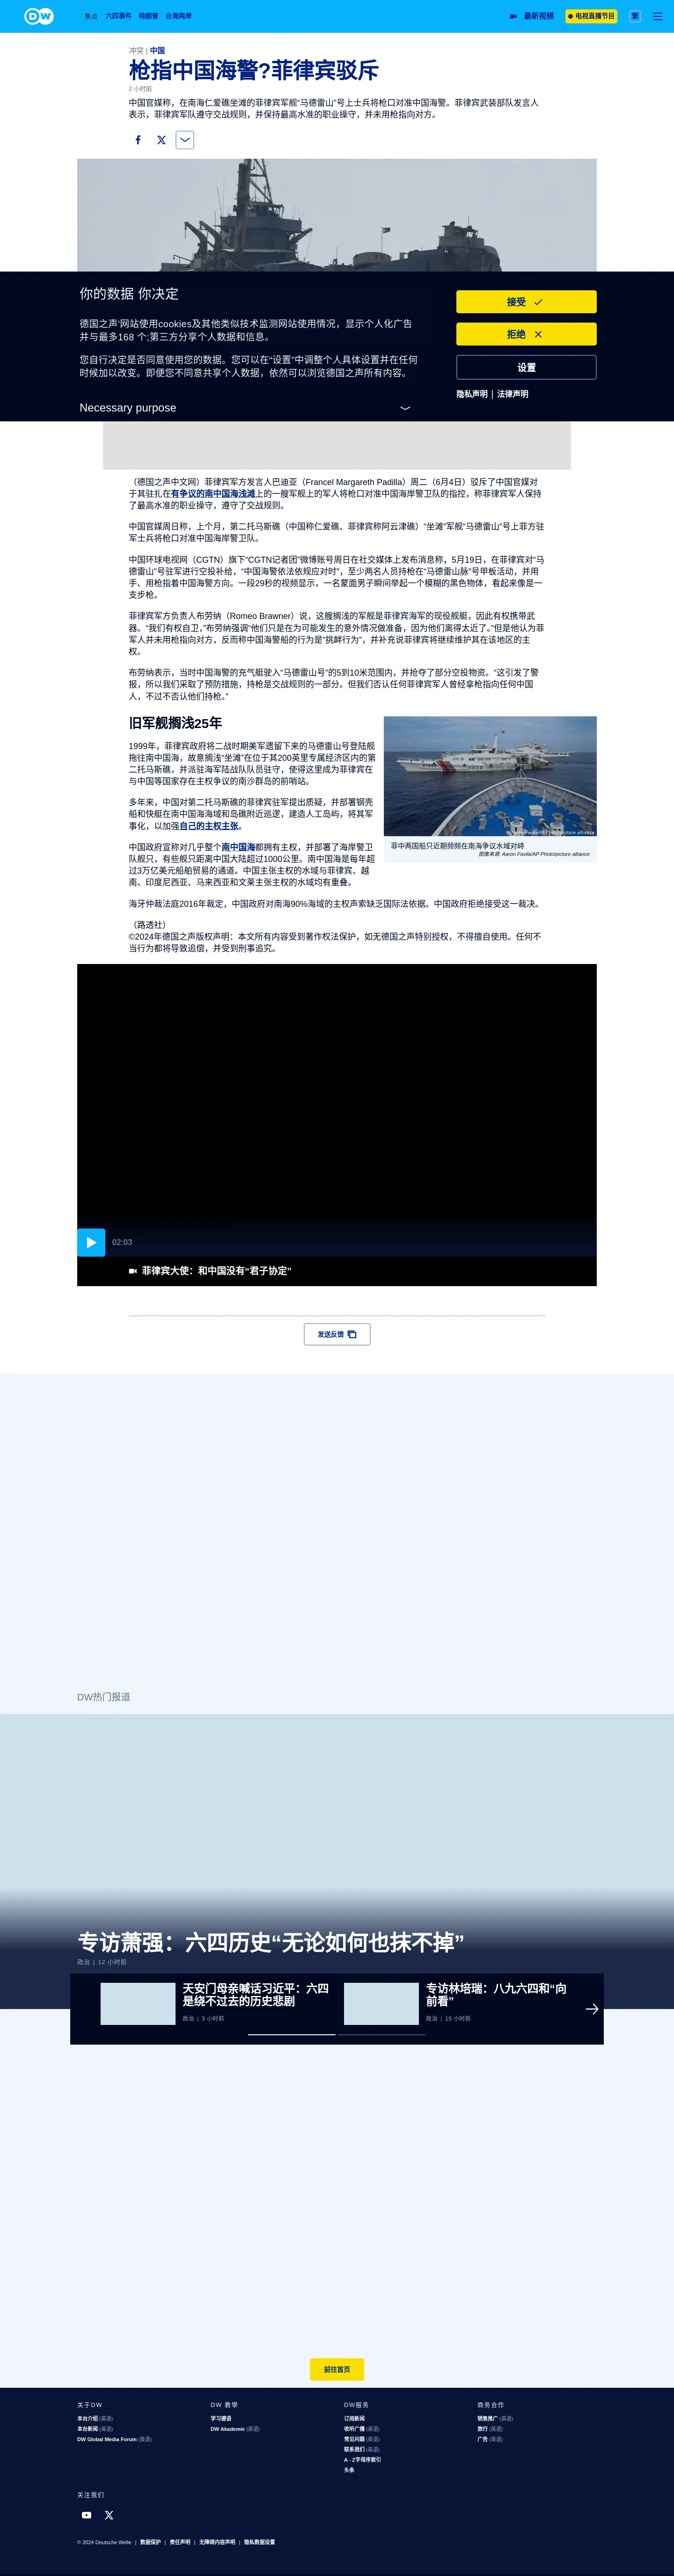 DW
焦点 六四事件 特朗普 台海两岸 最新视频 电视直播节目 繁
冲突 | 中国
枪指中国海警?菲律宾驳斥
2 小时前
中国官媒称，在南海仁爱礁坐滩的菲律宾军舰“马德雷山”号上士兵将枪口对准中国海警。菲律宾武装部队发言人
表示，菲律宾军队遵守交战规则，并保持最高水准的职业操守，并未用枪指向对方。
你的数据 你决定
德国之声’网站使用cookies及其他类似技术监测网站使用情况，显示个人化广告
并与最多168 个;第三方分享个人数据和信息。
您自行决定是否同意使用您的数据。您可以在“设置”中调整个人具体设置并在任何
时候加以改变。即便您不同意共享个人数据，依然可以浏览德国之声所有内容。
Necessary purpose
接受
拒绝
设置
隐私声明 | 法律声明
（德国之声中文网）菲律宾军方发言人巴迪亚（Francel Margareth Padilla）周二（6月4日）驳斥了中国官媒对
于其驻扎在有争议的南中国海浅滩上的一艘军舰上的军人将枪口对准中国海岸警卫队的指控，称菲律宾军人保持
了最高水准的职业操守，遵守了交战规则。
中国官媒周日称，上个月，第二托马斯礁（中国称仁爱礁、菲律宾称阿云津礁）“坐滩”军舰“马德雷山”号上菲方驻
军士兵将枪口对准中国海岸警卫队。
中国环球电视网（CGTN）旗下“CGTN记者团”微博账号周日在社交媒体上发布消息称，5月19日，在菲律宾对“马
德雷山”号驻军进行空投补给，“中国海警依法依规应对时”，至少两名人员持枪在“马德雷山脉”号甲板活动，并用
手、用枪指着中国海警方向。一段29秒的视频显示，一名蒙面男子瞬间举起一个模糊的黑色物体，看起来像是一
支步枪。
菲律宾军方负责人布劳纳（Romeo Brawner）说，这艘搁浅的军舰是菲律宾海军的现役舰艇，因此有权携带武
器。“我们有权自卫，”布劳纳强调“他们只是在为可能发生的意外情况做准备，因为他们离得太近了。”但是他认为菲
军人并未用枪指向对方，反而称中国海警船的行为是“挑衅行为”，并补充说菲律宾将继续维护其在该地区的主
权。
布劳纳表示，当时中国海警的充气艇驶入“马德雷山号”的5到10米范围内，并抢夺了部分空投物资。“这引发了警
报，所以我们采取了预防措施，持枪是交战规则的一部分。但我们否认任何菲律宾军人曾经拿枪指向任何中国
人，不过不否认他们持枪。”
旧军舰搁浅25年
1999年，菲律宾政府将二战时期美军遗留下来的马德雷山号登陆舰
拖往南中国海，故意搁浅“坐滩”在位于其200英里专属经济区内的第
二托马斯礁，并派驻海军陆战队队员驻守，使得这里成为菲律宾在
与中国等国家存在主权争议的南沙群岛的前哨站。
多年来，中国对第二托马斯礁的菲律宾驻军提出质疑，并部署钢壳
船和快艇在南中国海海域和岛礁附近巡逻，建造人工岛屿，将其军
事化，以加强自己的主权主张。
中国政府宣称对几乎整个南中国海都拥有主权，并部署了海岸警卫
队舰只，有些舰只距离中国大陆超过1000公里。南中国海是每年超
过3万亿美元船舶贸易的通道。中国主张主权的水域与菲律宾、越
南、印度尼西亚、马来西亚和文莱主张主权的水域均有重叠。
菲中两国船只近期频频在南海争议水域对峙
图像来源: Aaron Favila/AP Photo/picture alliance
海牙仲裁法庭2016年裁定，中国政府对南海90%海域的主权声索缺乏国际法依据。中国政府拒绝接受这一裁决。
（路透社）
©2024年德国之声版权声明：本文所有内容受到著作权法保护，如无德国之声特别授权，不得擅自使用。任何不
当行为都将导致追偿，并受到刑事追究。
02:03
菲律宾大使：和中国没有“君子协定”
发送反馈
DW热门报道
专访萧强：六四历史“无论如何也抹不掉”
政治 | 12 小时前
天安门母亲喊话习近平：六四
是绕不过去的历史悲剧
政治 | 3 小时前
专访林培瑞：八九六四和“向
前看”
政治 | 15 小时前
前往首页
关于DW
本台介绍 (英语)
本台新闻 (英语)
DW Global Media Forum (英语)
DW 教学
学习德语
DW Akademie (英语)
DW服务
订阅新闻
收听广播 (英语)
常见问题 (英语)
联系我们 (英语)
A - Z字母序索引
头条
商务合作
销售推广 (英语)
旅行 (英语)
广告 (英语)
关注我们
© 2024 Deutsche Welle | 数据保护 | 责任声明 | 无障碍内容声明 | 隐私数据设置